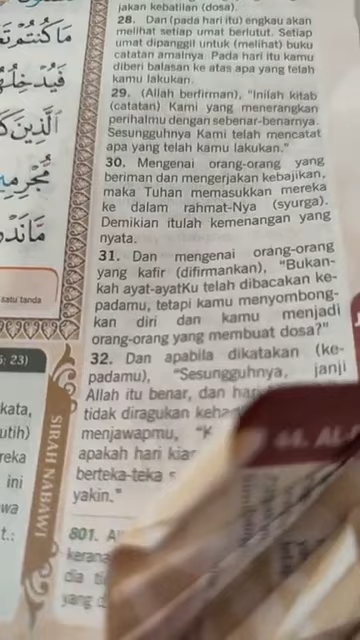 jakan kebatilan (dosa).
28. Dan (pada hari itu) engkau akan
melihat setiap umat berlutut. Setiap
umat dipanggil untuk (melihat) buku
catatan amalnya. Pada hari itu kamu
diberi balasan ke atas apa yang telah
kamu lakukan.
29. (Allah berfirman), "Inilah kitab
(catatan) Kami yang menerangkan
perihalmu dengan sebenar-benarnya.
Sesungguhnya Kami telah mencatat
apa yang telah kamu lakukan."
30. Mengenai orang-orang yang
beriman dan mengerjakan kebajikan,
maka Tuhan memasukkan mereka
ke dalam rahmat-Nya (syurga).
Demikian itulah kemenangan yang
nyata.
31. Dan mengenai orang-orang
yang kafir (difirmankan), "Bukan-
kah ayat-ayatKu telah dibacakan ke-
padamu, tetapi kamu menyombong-
kan diri dan kamu menjadi
orang-orang yang membuat dosa?"
32. Dan apabila dikatakan (ke-
padamu), "Sesungguhnya, janji
Allah itu benar, dan hari
tidak diragukan
menjawapmu, "K
apakah hari
berteka-teka
yakin."
801.
kerana
dia
yang
satu tanda
5: 23)
kata,
utih)
reka
ini
wa
t.:
SIRAH NABAWI
44.